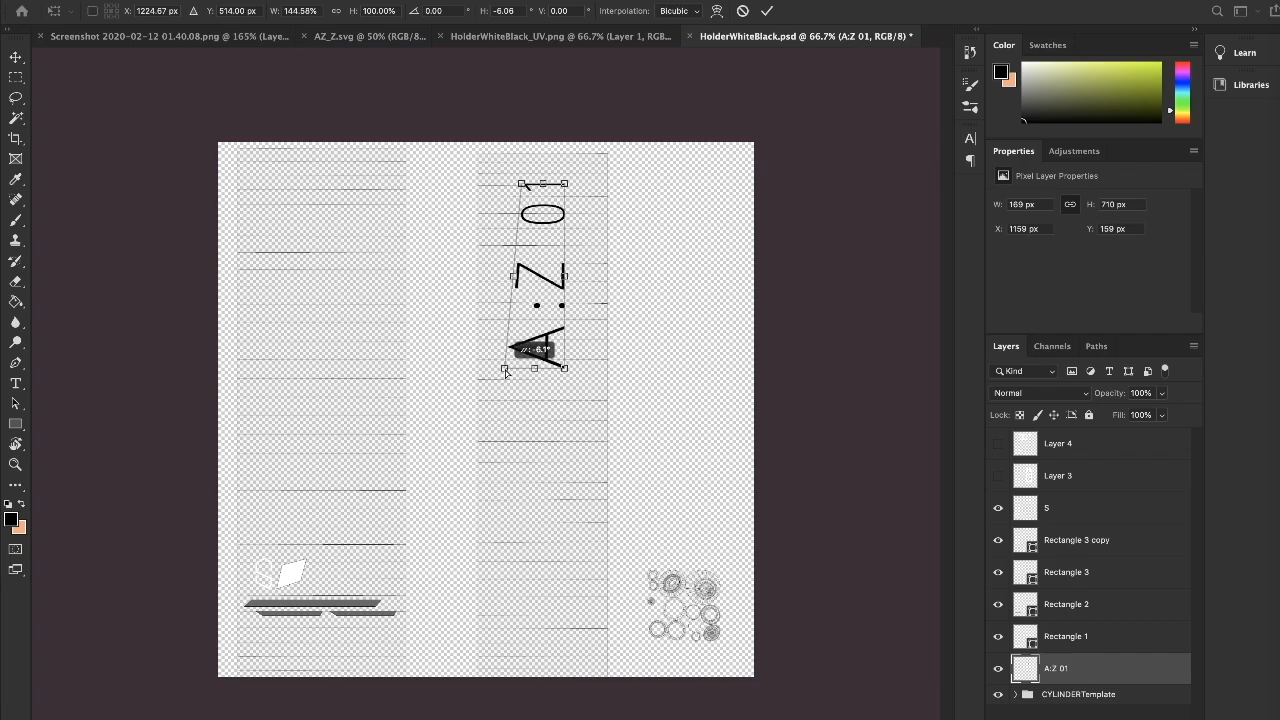 X: 1224.67 px Y: 514.00 px W: 144.58% H: 100.00% 0.00 H: -6.06 V: 0.00 Interpolation: Bicubic
Screenshot 2020-02-12 01.40.08.png @ 165% (Laye...
AZ_Z.svg @ 50% (RGB/8...
HolderWhiteBlack_UV.png @ 66.7% (Layer 1, RGB...
HolderWhiteBlack.psd @ 66.7% (A:Z 01, RGB/8) *
A:Z 01
-6.1°
S
Color
Swatches
Learn
Libraries
Properties
Adjustments
Pixel Layer Properties
W: 169 px H: 710 px
X: 1159 px Y: 159 px
Layers
Channels
Paths
Kind
Normal Opacity: 100%
Lock: Fill: 100%
Layer 4
Layer 3
S
Rectangle 3 copy
Rectangle 3
Rectangle 2
Rectangle 1
A:Z 01
CYLINDERTemplate